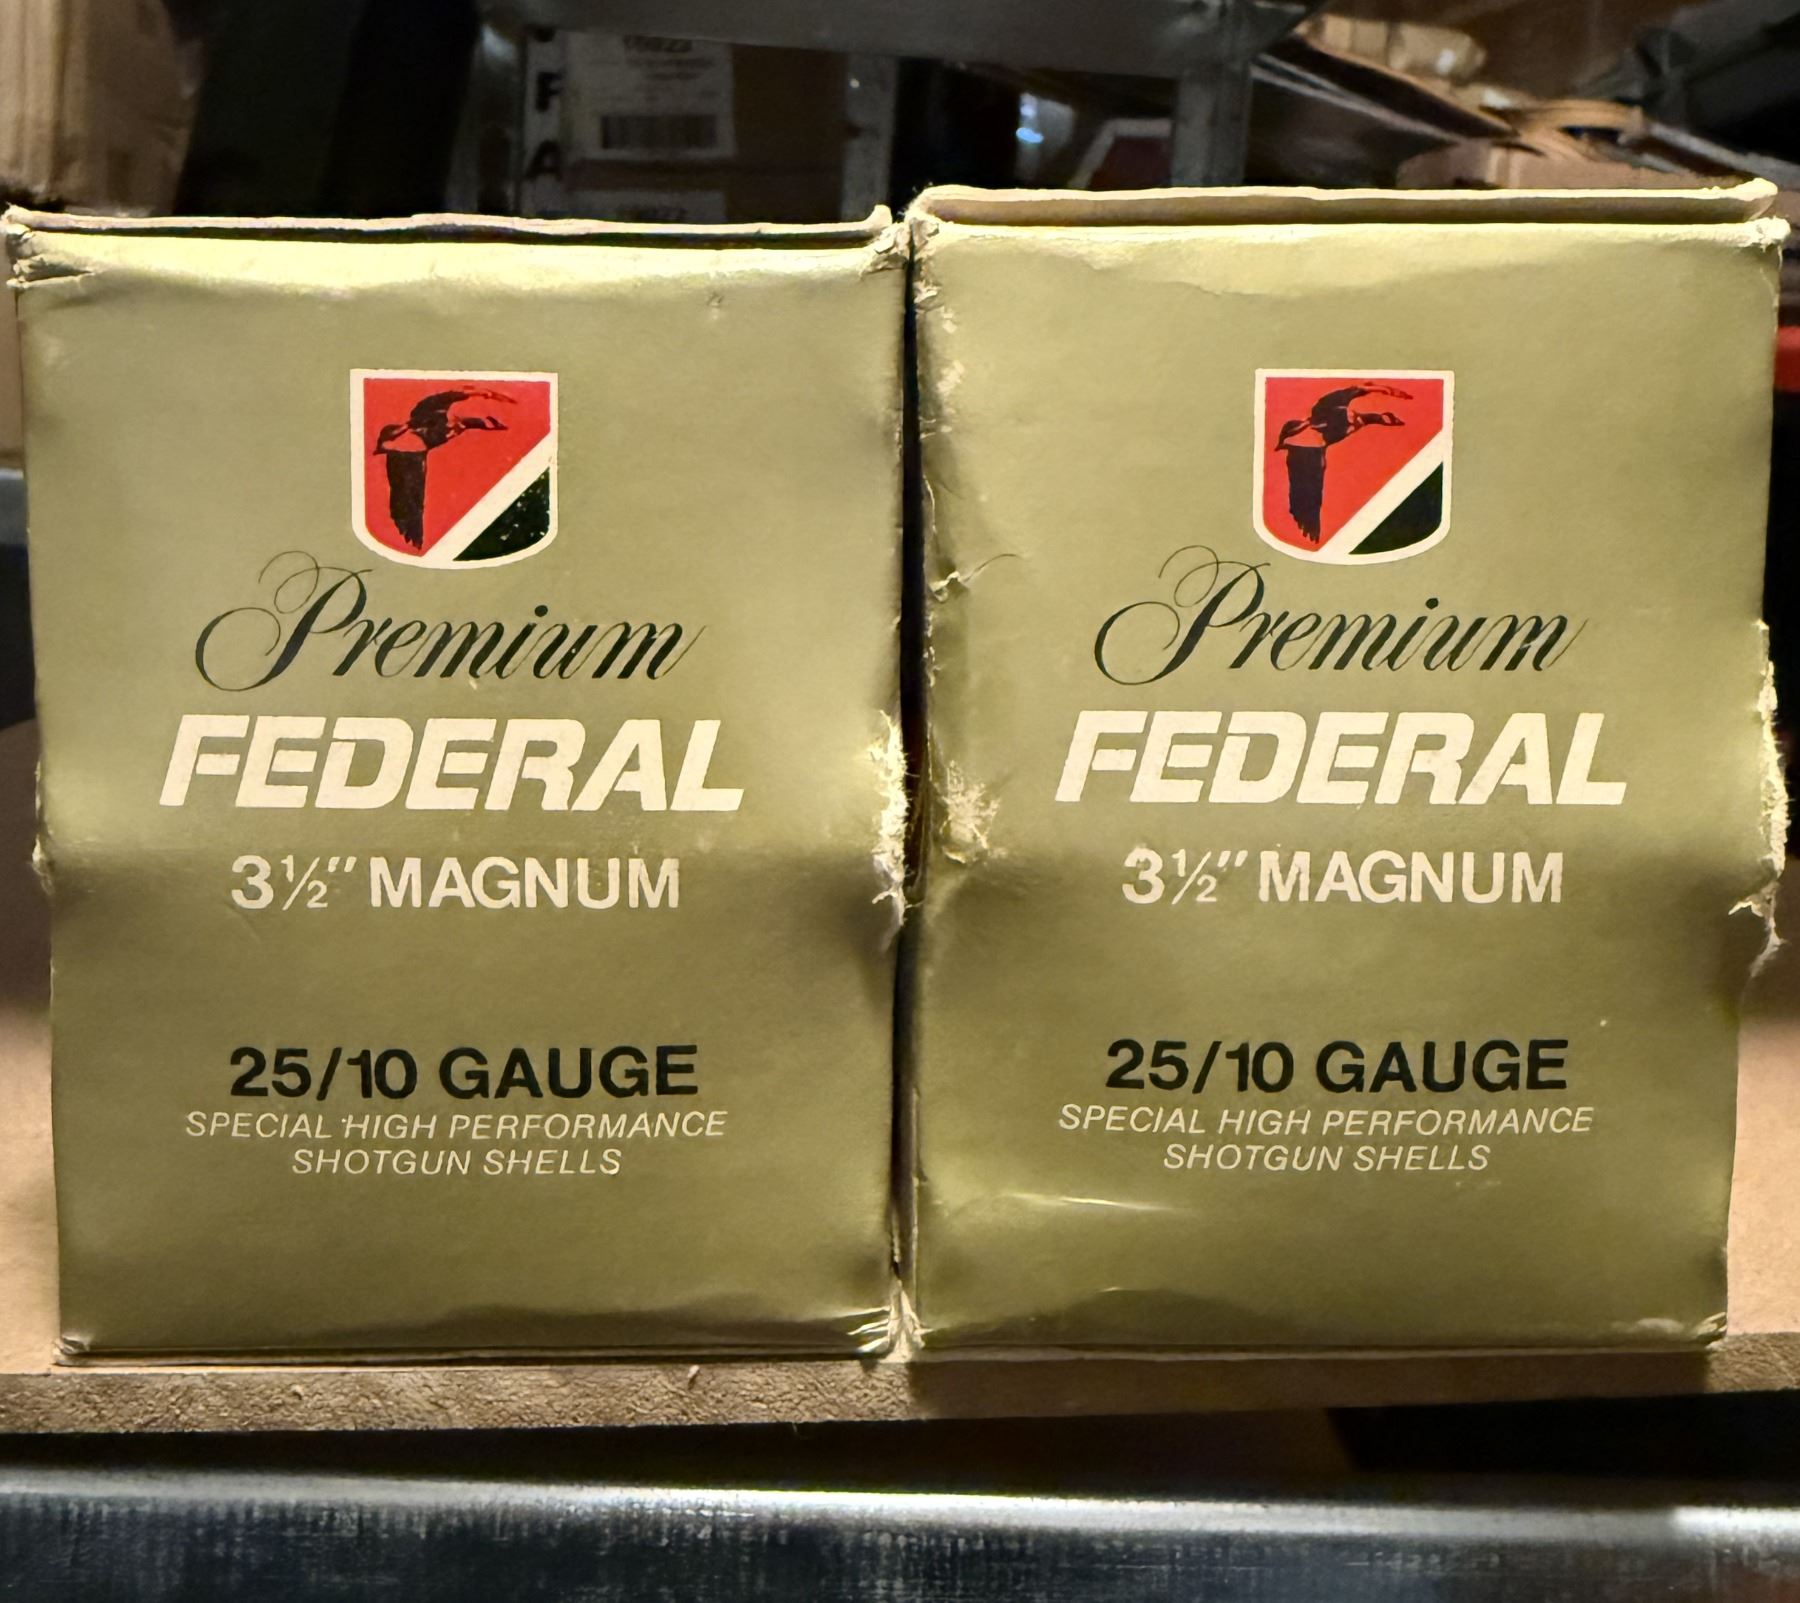 Premium
FEDERAL
3½" MAGNUM
25/10 GAUGE
SPECIAL HIGH PERFORMANCE
SHOTGUN SHELLS
Premium
FEDERAL
3½" MAGNUM
25/10 GAUGE
SPECIAL HIGH PERFORMANCE
SHOTGUN SHELLS